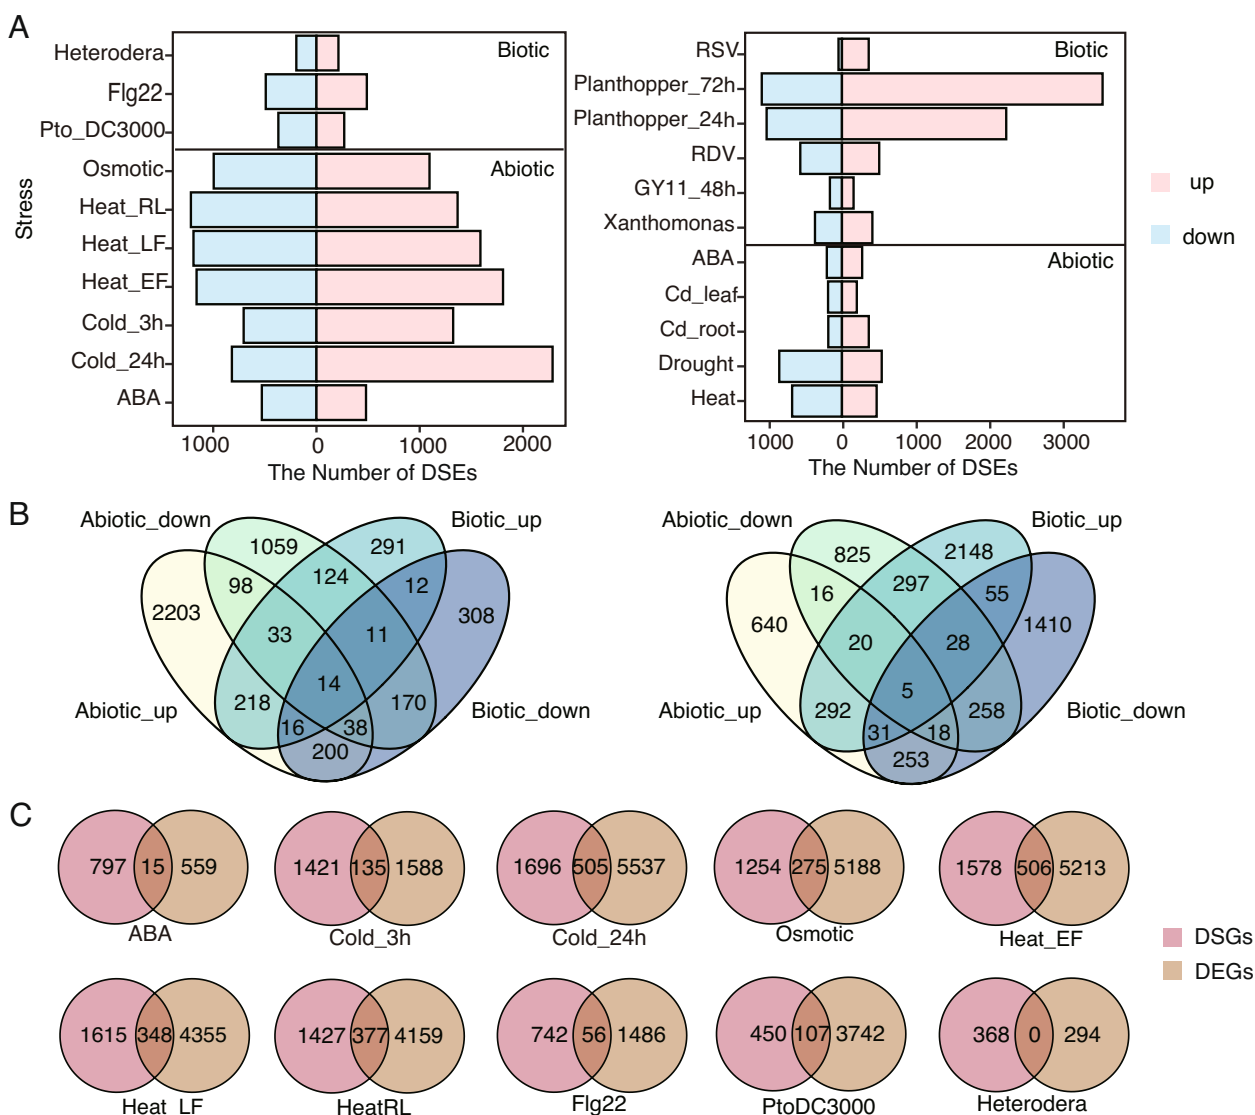 A
Stress
Heterodera
Biotic
Flg22
Pto_DC3000
Osmotic
Abiotic
Heat_RL
Heat_LF
Heat_EF
Cold_3h
Cold_24h
ABA
1000 0 1000 2000
The Number of DSEs
RSV
Biotic
Planthopper_72h
Planthopper_24h
RDV
GY11_48h
Xanthomonas
ABA
Abiotic
Cd_leaf
Cd_root
Drought
Heat
1000 0 1000 2000 3000
The Number of DSEs
up
down
B
Abiotic_down Biotic_up
1059 291
98 124 12
2203 33 11 308
14
218 170
Abiotic_up Biotic_down
16 38
200
Abiotic_down Biotic_up
825 2148
16 297 55
640 20 28 1410
5
292 258
Abiotic_up Biotic_down
31 18
253
C
797 15 559
ABA
1421 135 1588
Cold_3h
1696 505 5537
Cold_24h
1254 275 5188
Osmotic
1578 506 5213
Heat_EF
DSGs
DEGs
1615 348 4355
Heat_LF
1427 377 4159
HeatRL
742 56 1486
Flg22
450 107 3742
PtoDC3000
368 0 294
Heterodera